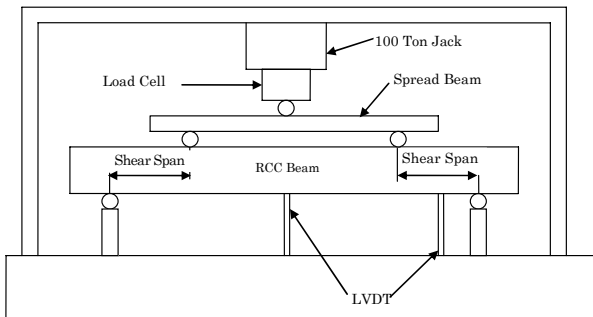 100 Ton Jack
Load Cell
Spread Beam
Shear Span
RCC Beam
Shear Span
LVDT